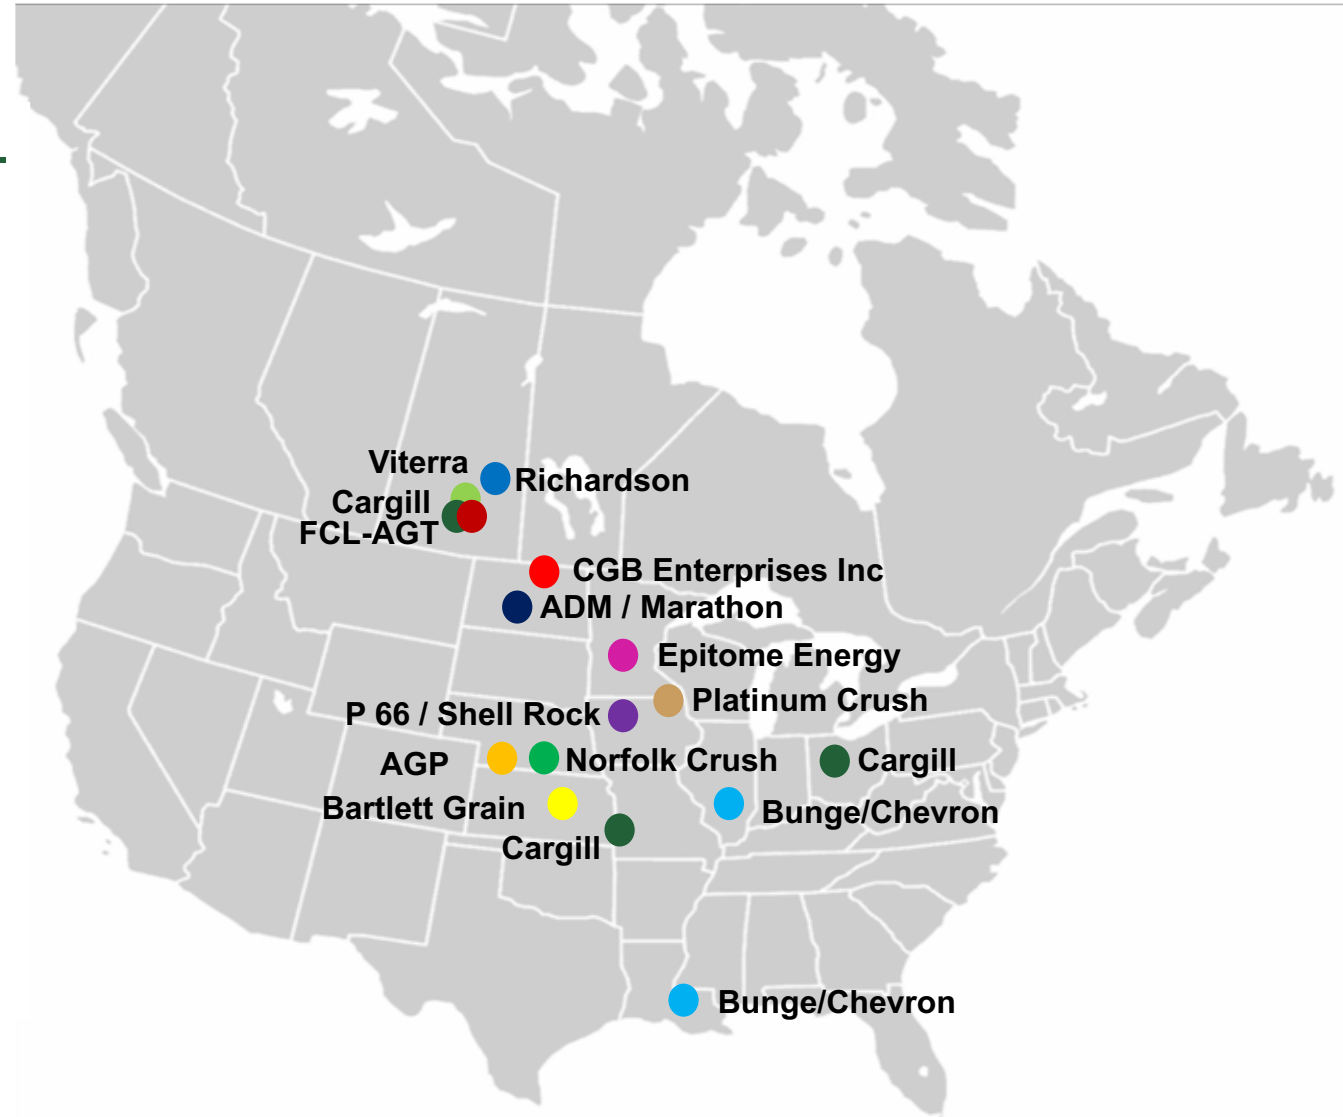 Viterra
Richardson
Cargill
FCL-AGT
CGB Enterprises Inc
ADM / Marathon
Epitome Energy
Platinum Crush
P 66 / Shell Rock
AGP
Norfolk Crush
Cargill
Bartlett Grain
Bunge/Chevron
Cargill
Bunge/Chevron